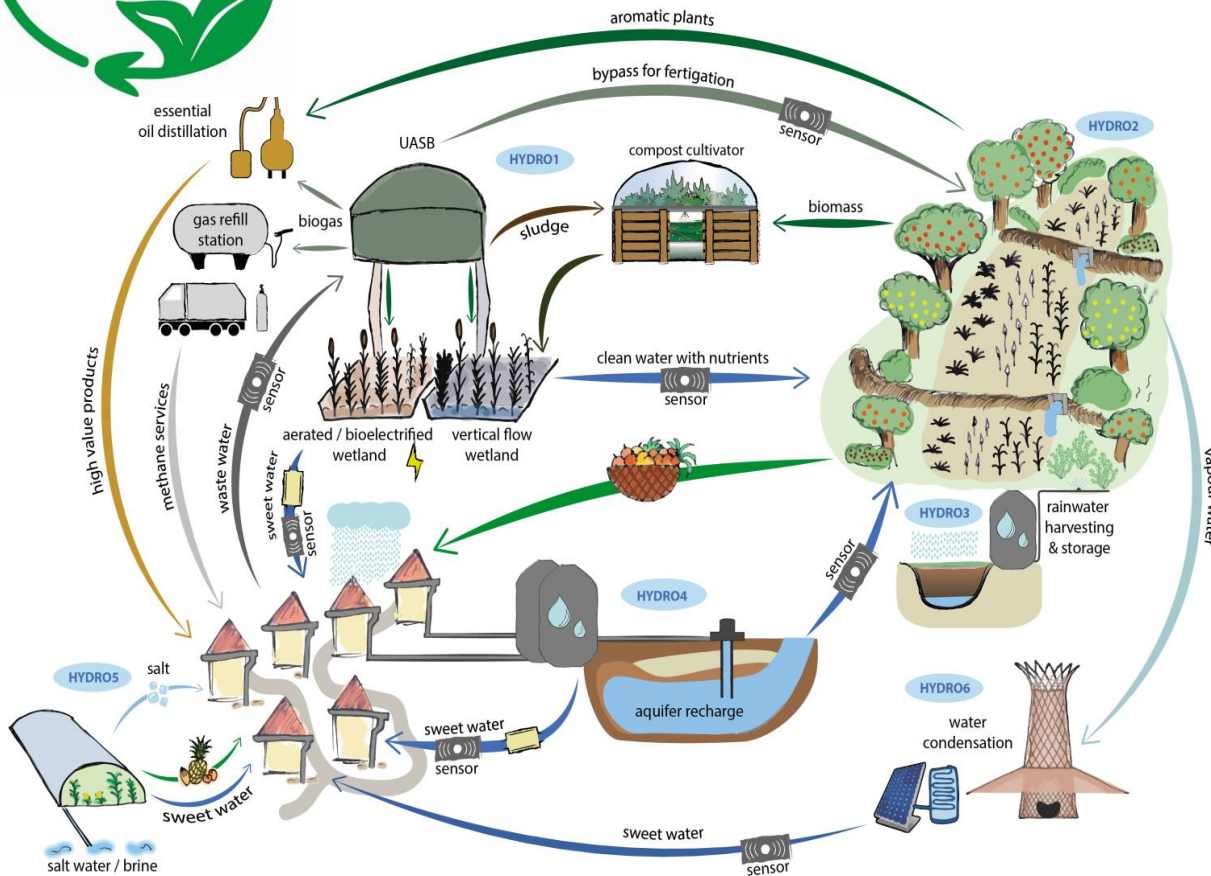 aromatic plants
bypass for fertigation
sensor
essential
oil distillation
UASB
HYDRO1
compost cultivator
HYDRO2
gas refill
station
biogas
sludge
biomass
high value products
methane services
waste water
sensor
clean water with nutrients
sensor
aerated / bioelectrified
wetland
vertical flow
wetland
sweet water
sensor
vapour water
HYDRO3
rainwater
harvesting
& storage
sensor
HYDRO4
aquifer recharge
HYDRO5
salt
sweet water
sensor
HYDRO6
water
condensation
sweet water
salt water / brine
sweet water
sensor